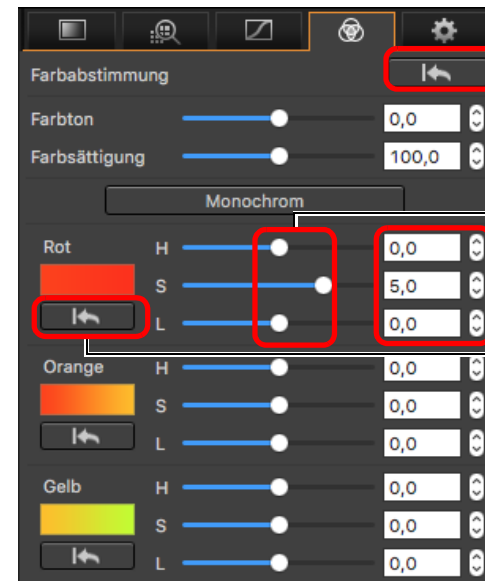 Farbabstimmung
Farbton 0,0
Farbsättigung 100,0
Monochrom
Rot H 0,0
S 5,0
L 0,0
Orange H 0,0
S 0,0
L 0,0
Gelb H 0,0
S 0,0
L 0,0